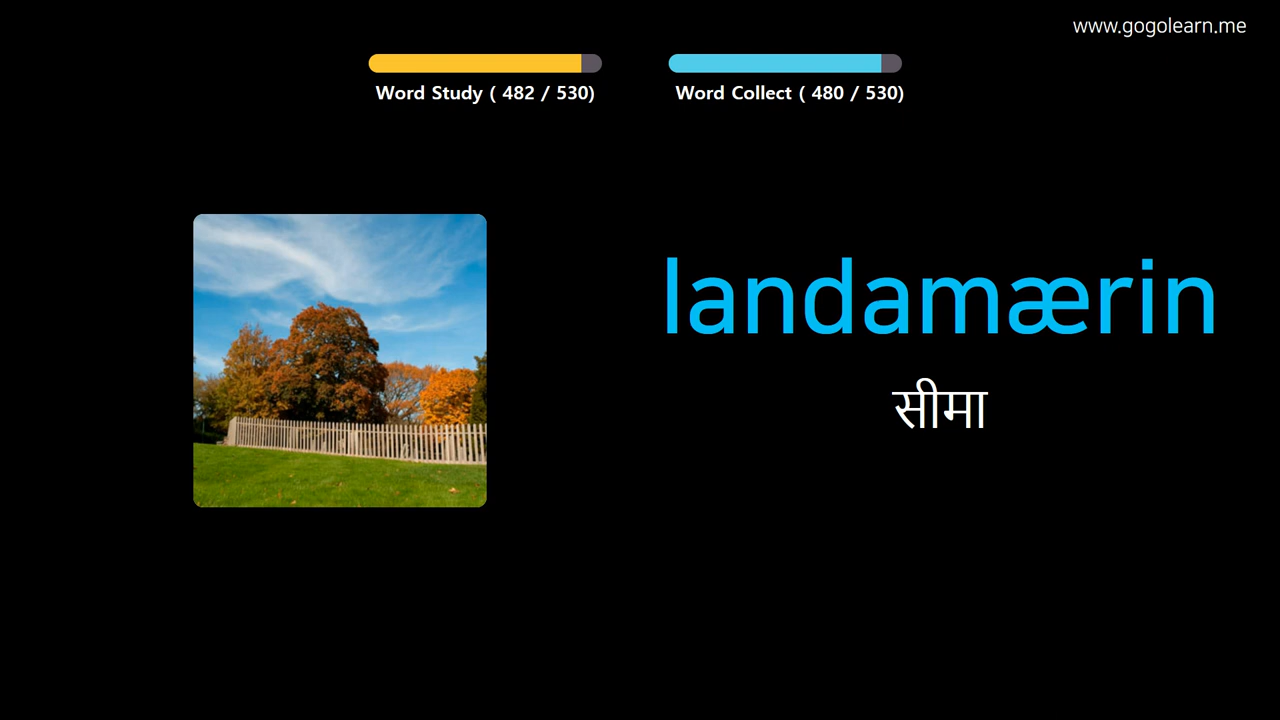 www.gogolearn.me
Word Study ( 482 / 530)
Word Collect ( 480 / 530)
landamærin
सीमा